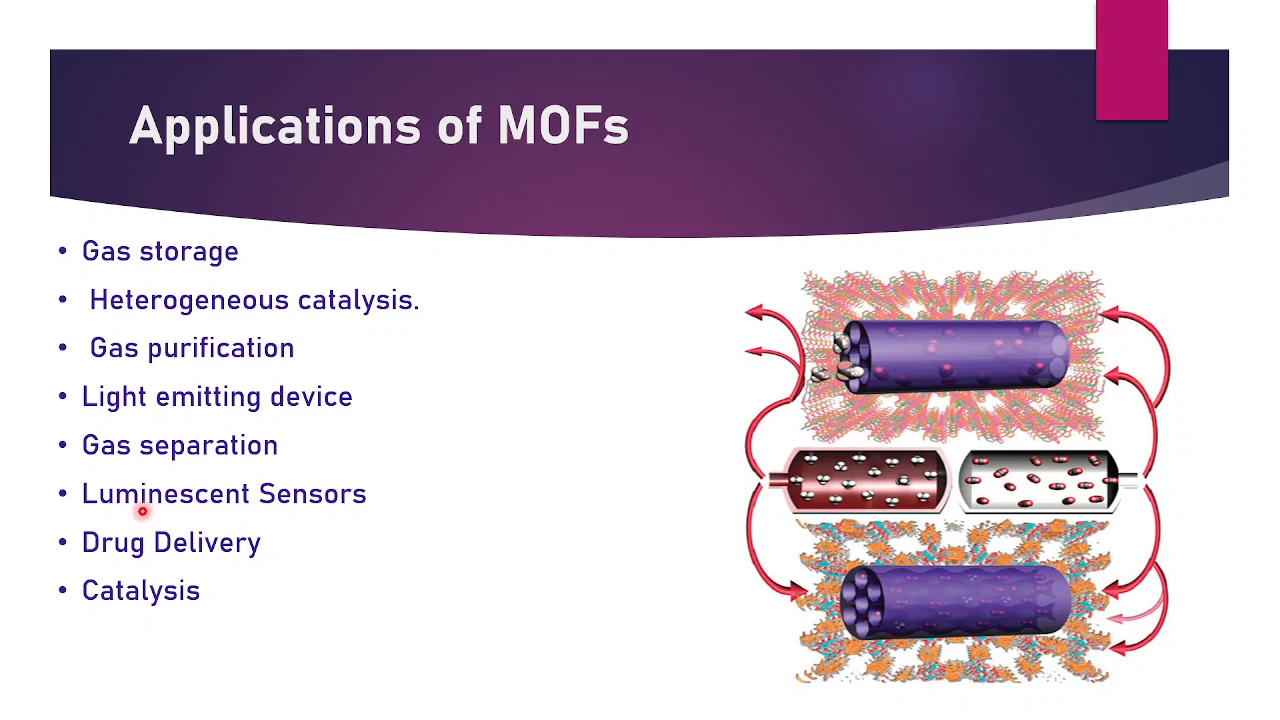 Applications of MOFs
• Gas storage
• Heterogeneous catalysis.
• Gas purification
• Light emitting device
• Gas separation
• Luminescent Sensors
• Drug Delivery
• Catalysis